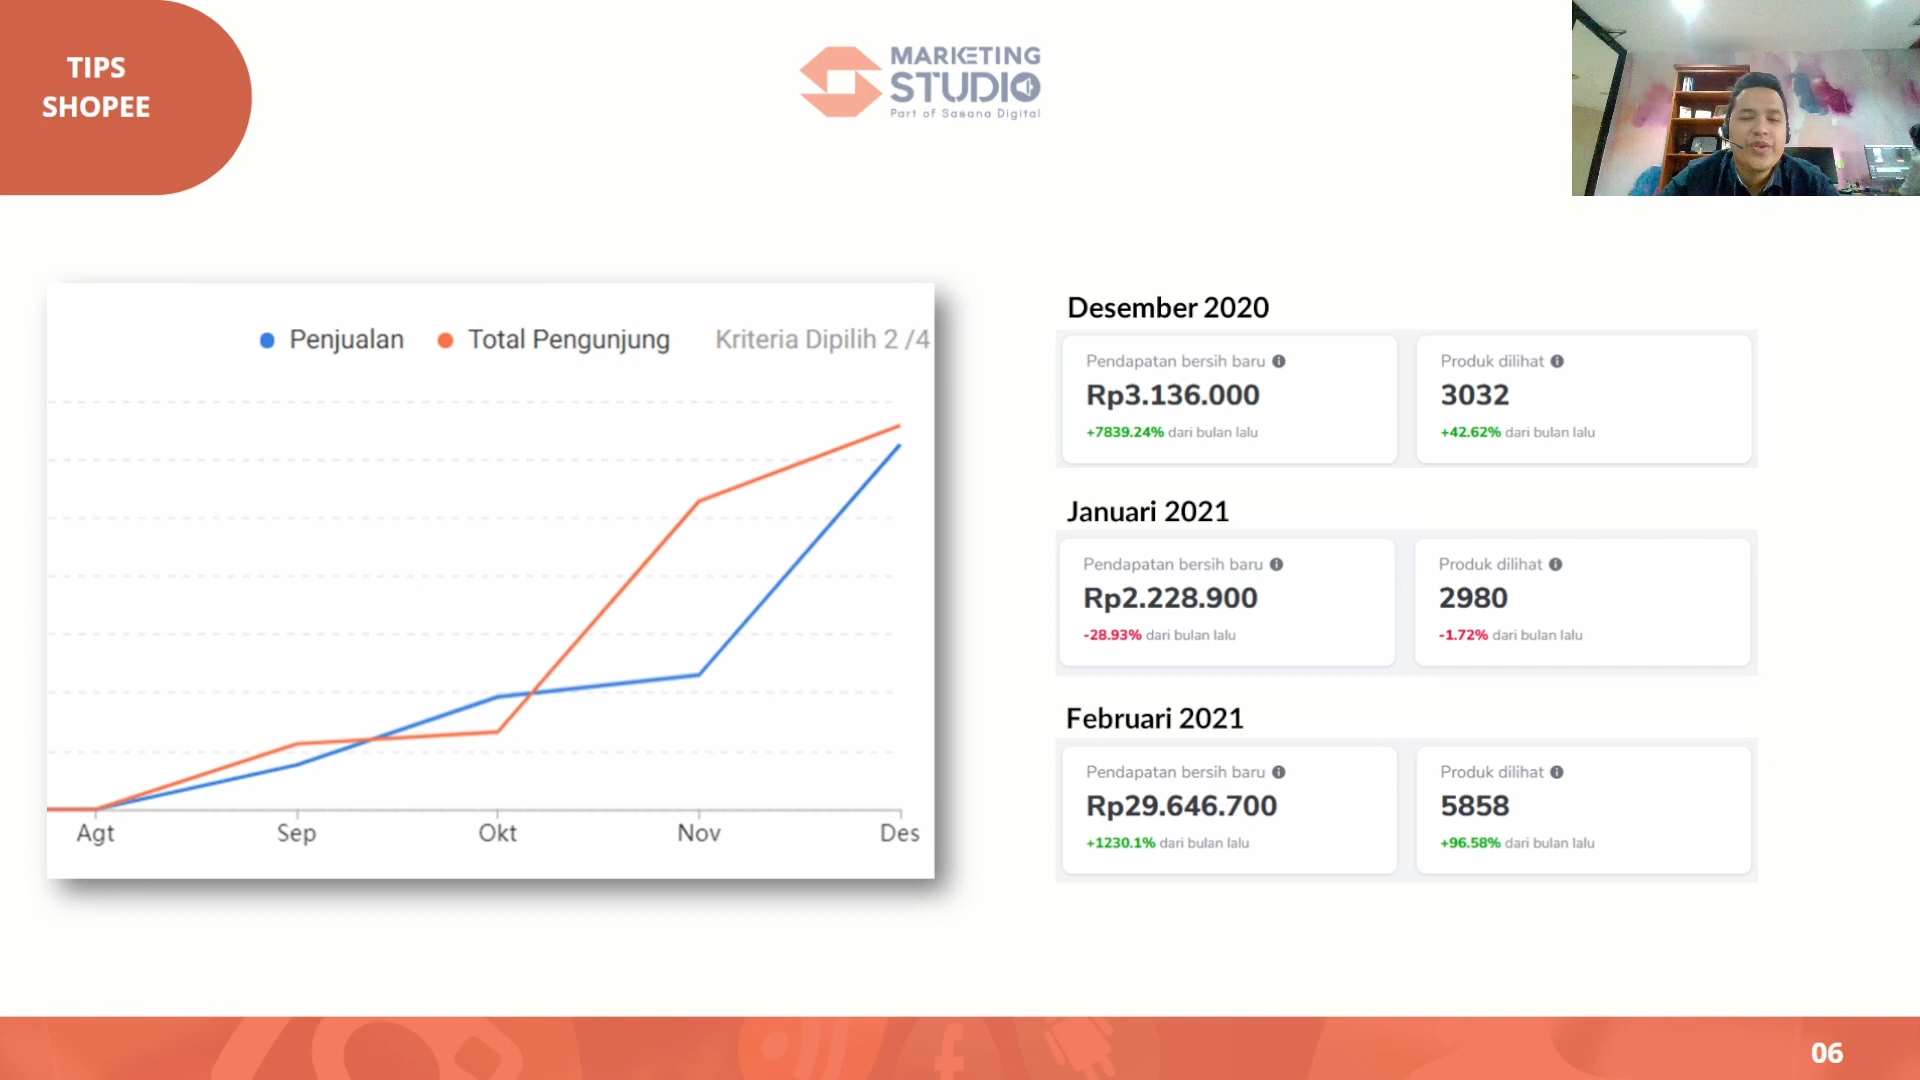 TIPS
SHOPEE
MARKETING
STUDIO
Part of Sasana Digital
Penjualan Total Pengunjung Kriteria Dipilih 2 /4
Agt Sep Okt Nov Des
Desember 2020
Pendapatan bersih baru
Rp3.136.000
+7839.24% dari bulan lalu
Produk dilihat
3032
+42.62% dari bulan lalu
Januari 2021
Pendapatan bersih baru
Rp2.228.900
-28.93% dari bulan lalu
Produk dilihat
2980
-1.72% dari bulan lalu
Februari 2021
Pendapatan bersih baru
Rp29.646.700
+1230.1% dari bulan lalu
Produk dilihat
5858
+96.58% dari bulan lalu
06